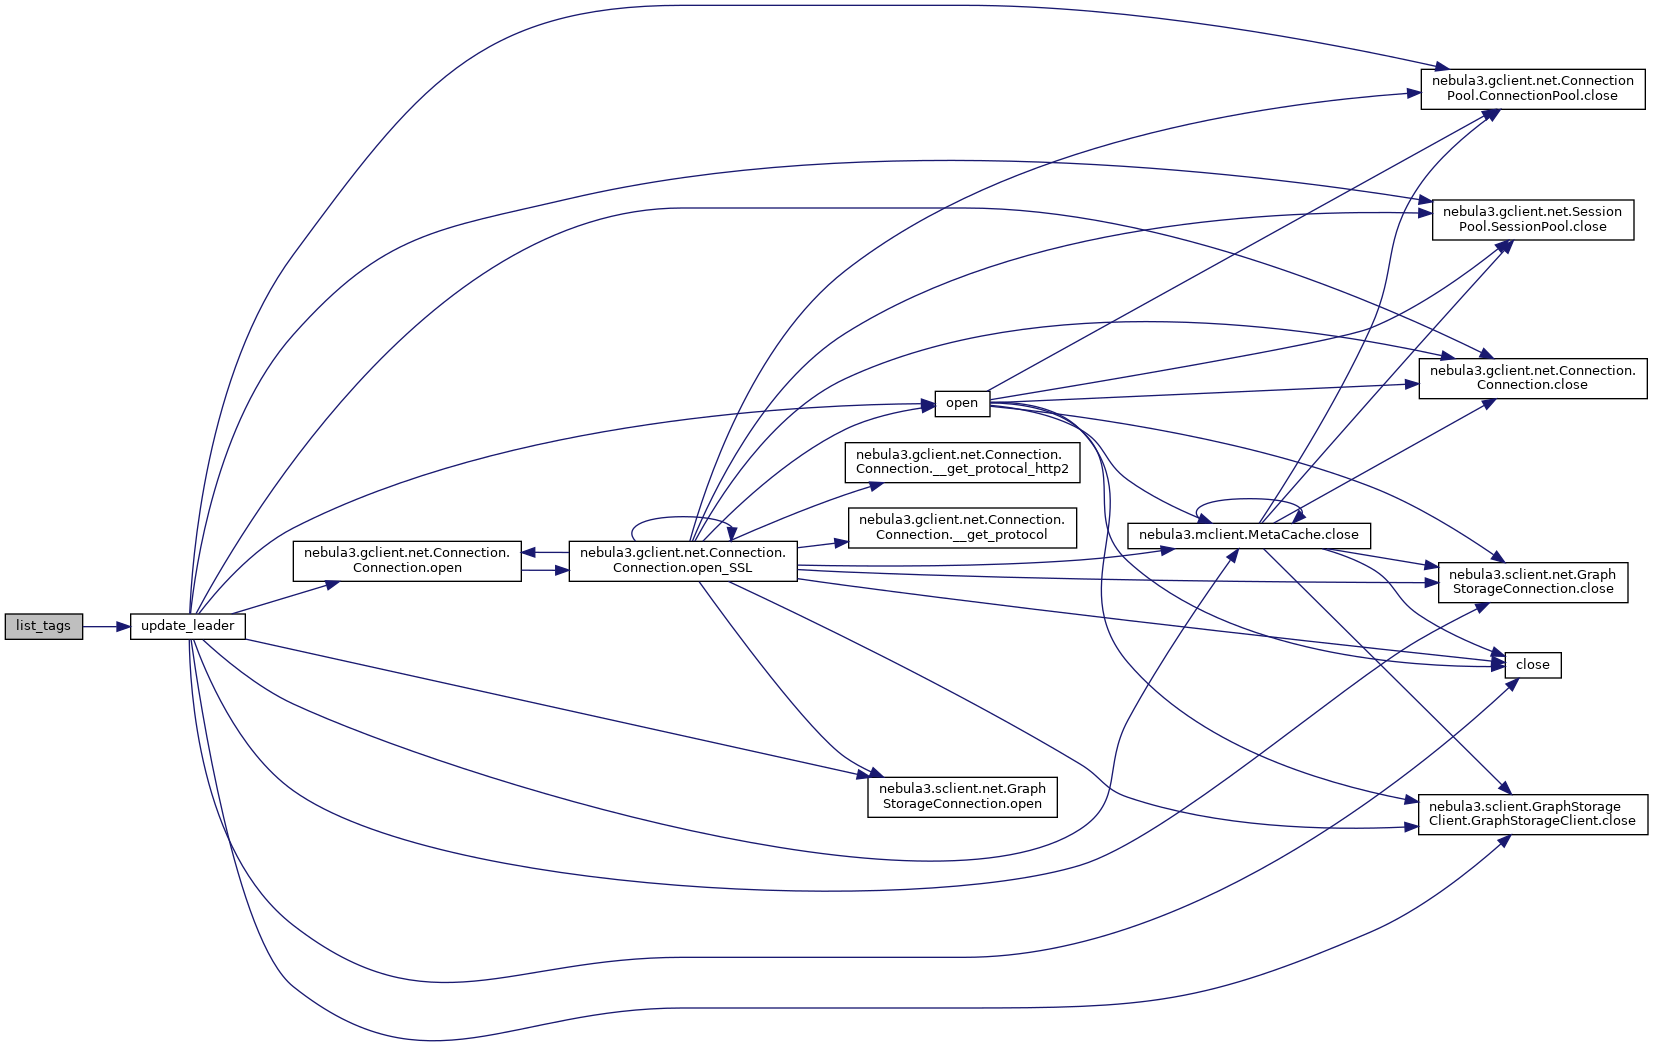 nebula3.gclient.net.Connection
Pool.ConnectionPool.close
nebula3.gclient.net.Session
Pool.SessionPool.close
nebula3.gclient.net.Connection.
Connection.close
open
nebula3.gclient.net.Connection.
Connection.__get_protocal_http2
nebula3.gclient.net.Connection.
Connection.__get_protocol
nebula3.mclient.MetaCache.close
nebula3.gclient.net.Connection.
Connection.open
nebula3.gclient.net.Connection.
Connection.open_SSL
nebula3.sclient.net.Graph
StorageConnection.close
list_tags
update_leader
close
nebula3.sclient.net.Graph
StorageConnection.open
nebula3.sclient.GraphStorage
Client.GraphStorageClient.close